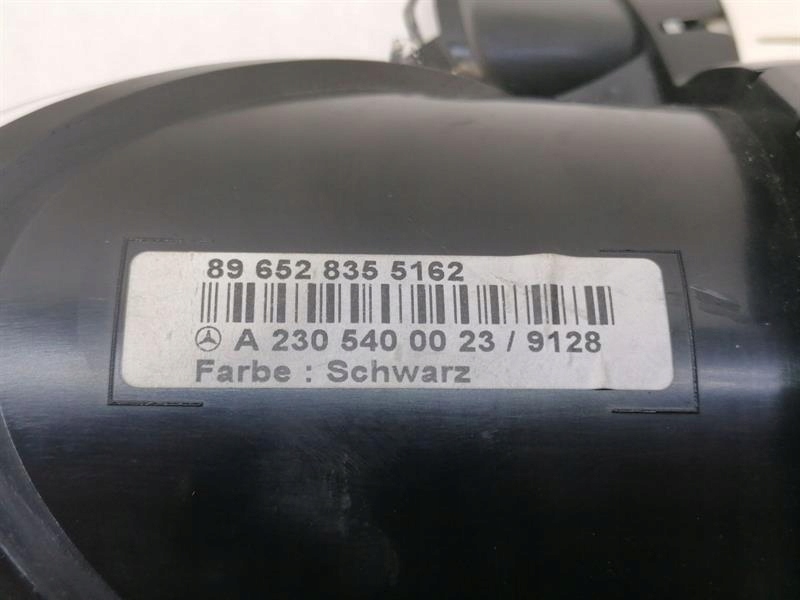 89 652 835 5162
A 230 540 00 23 / 9128
Farbe : Schwarz